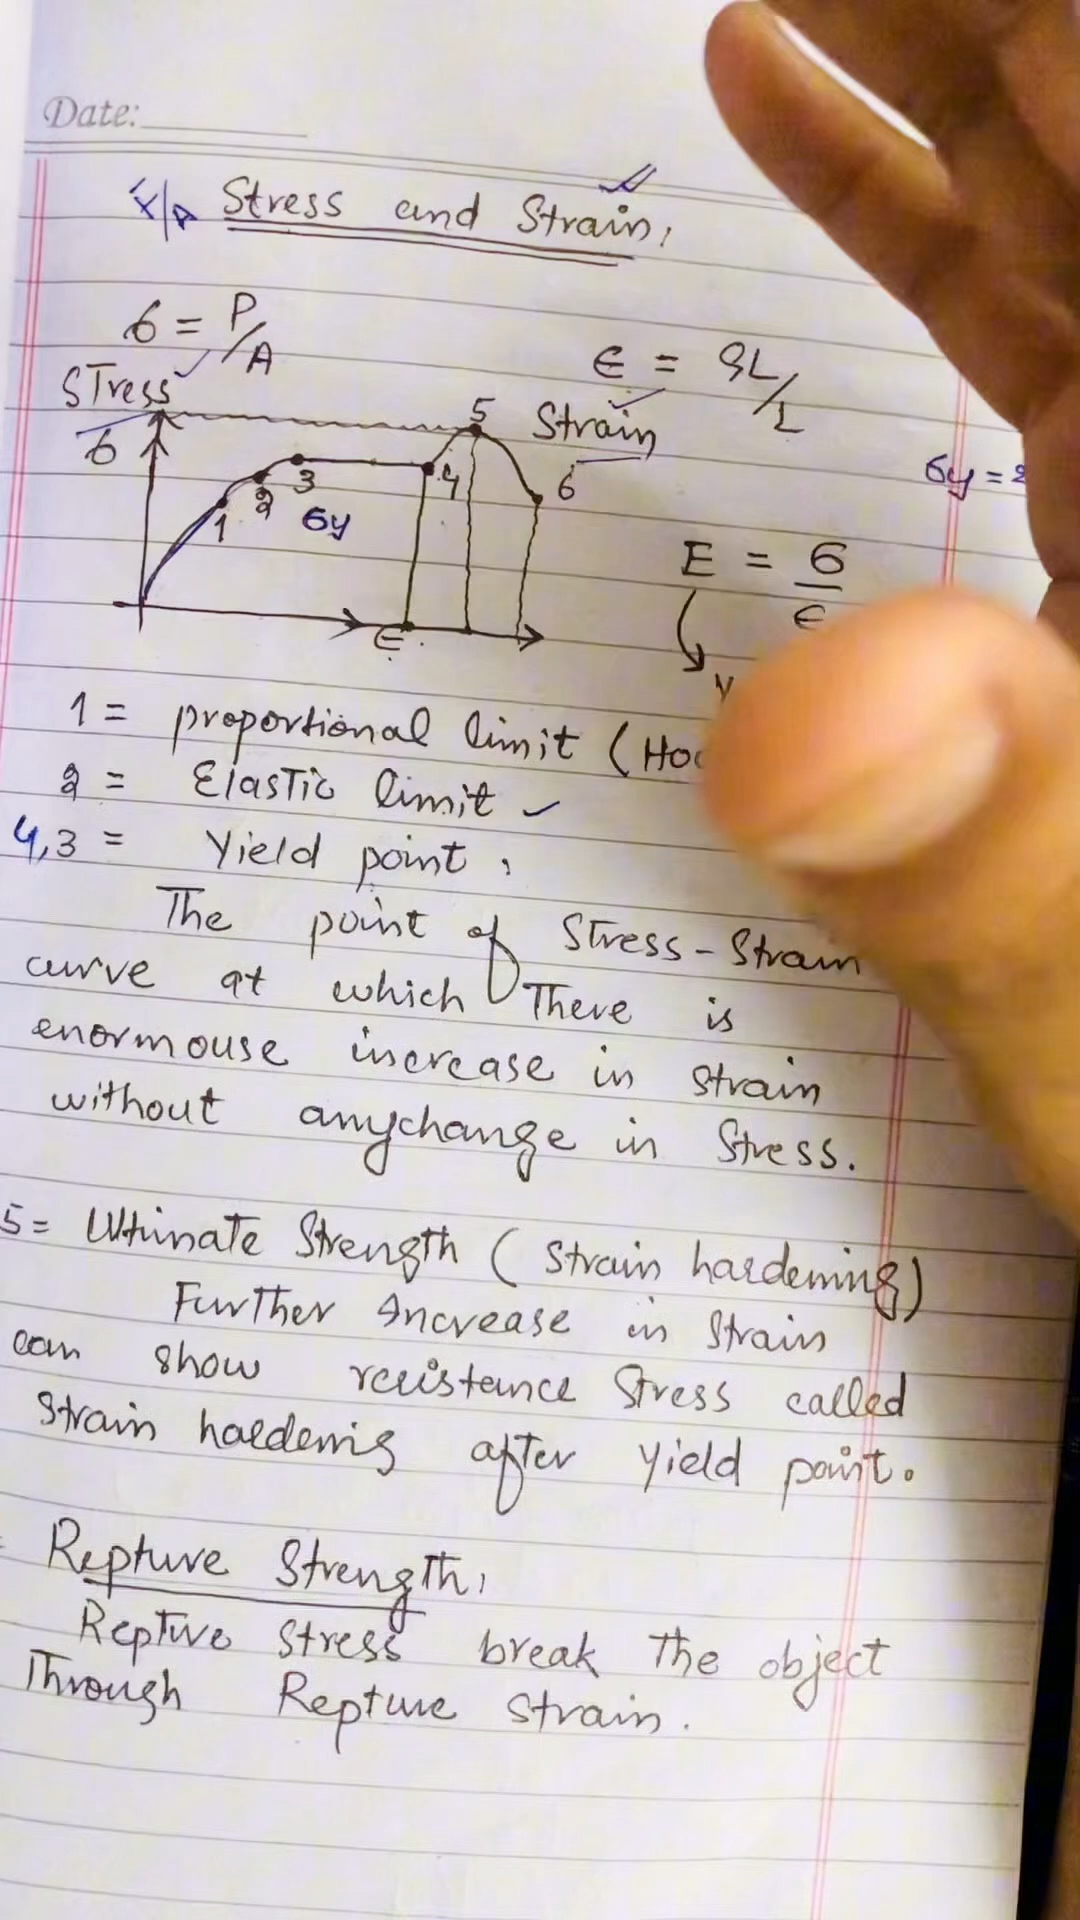 Date:
F/A Stress and Strain,
σ = P/A
ϵ = δL/L
Stress
σ
5 Strain
1 2 3 4 6
σy
σy =
E = σ/ϵ
ϵ
1 = proportional limit (Hoo
2 = Elastic limit
4,3 = Yield point,
The point of Stress-Strain
curve at which There is
enormouse increase in strain
without anychange in Stress.
5 = Ultimate Strength (Strain hardening)
Further Increase in strain
can show resistance Stress called
Strain hardenig after Yield point.
Repture Strength,
Repture Stress break The object
Through Repture strain.